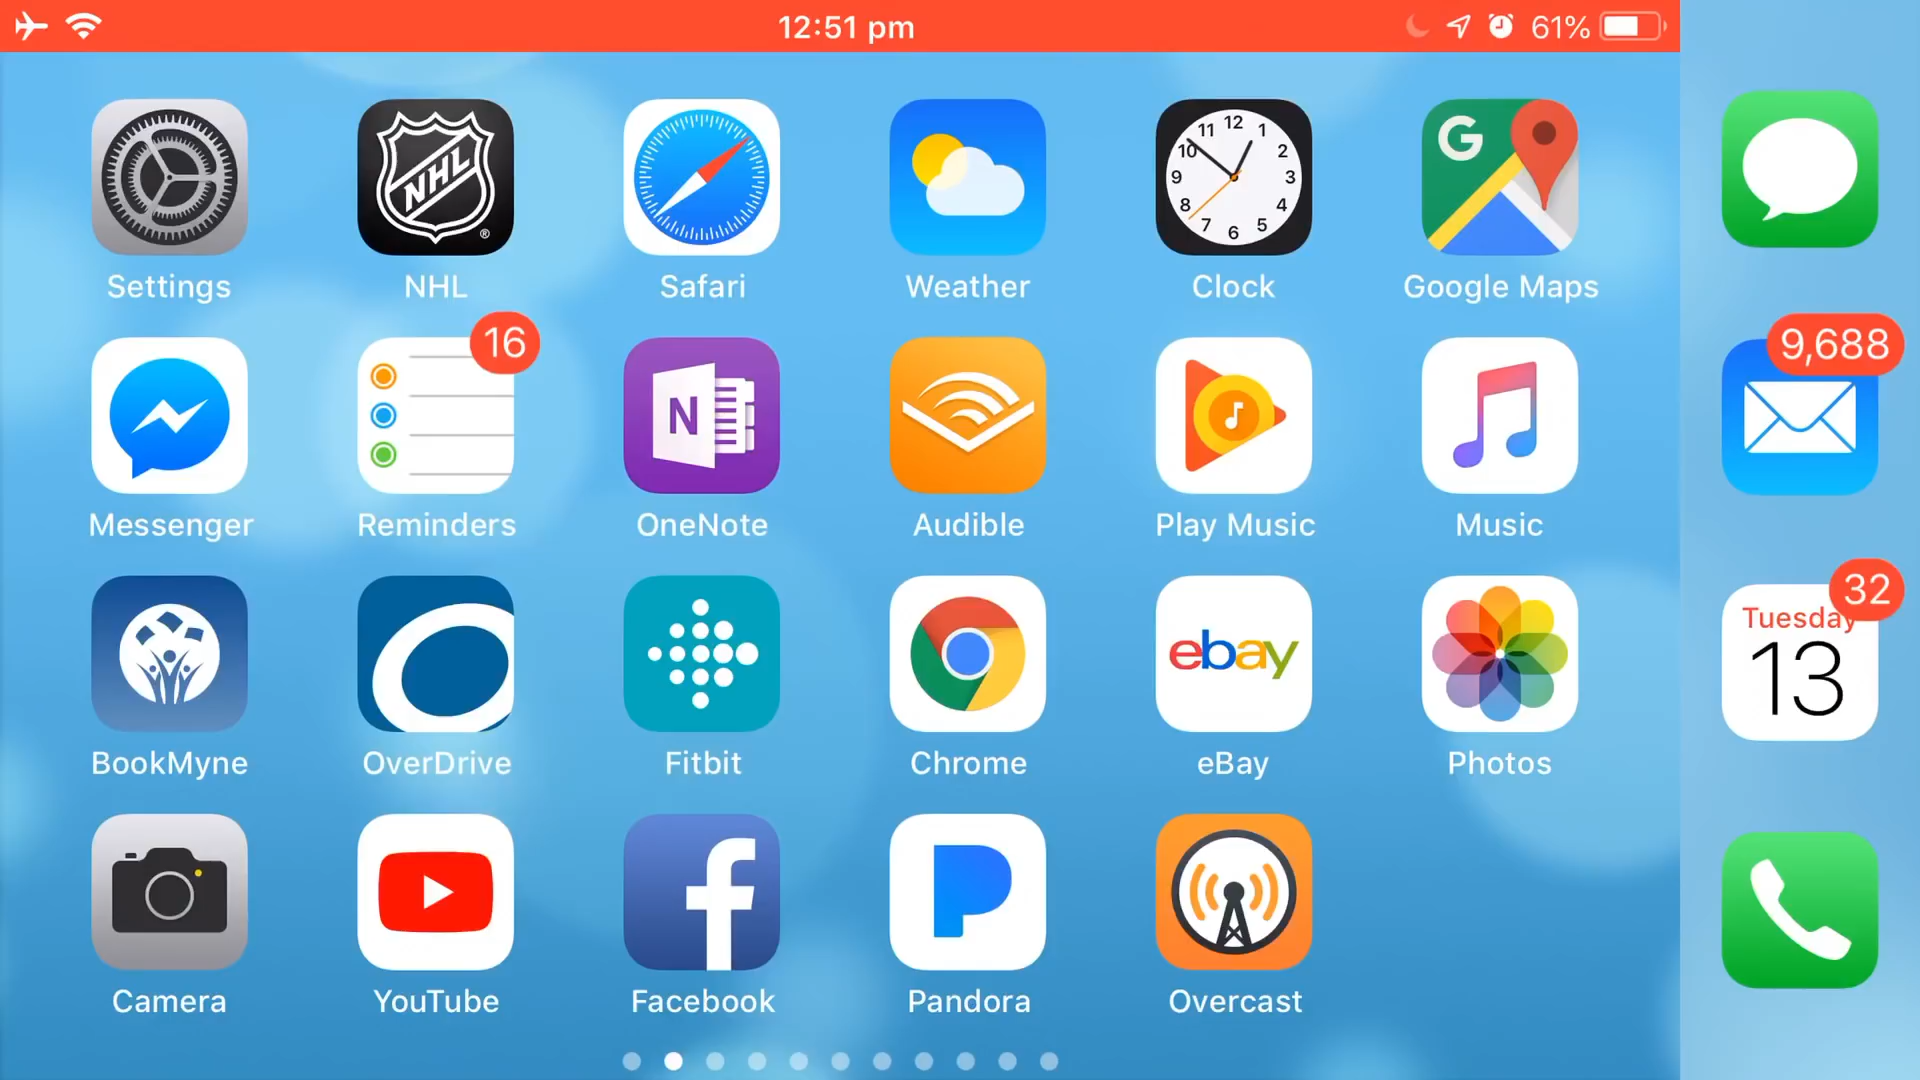 12:51 pm
61%
12
11 1
10 2
9 3
8 4
7 5
6
NHL
G
Settings
NHL
Safari
Weather
Clock
Google Maps
16
9,688
N
Messenger
Reminders
OneNote
Audible
Play Music
Music
32
Tuesday
13
ebay
BookMyne
OverDrive
Fitbit
Chrome
eBay
Photos
f
P
Camera
YouTube
Facebook
Pandora
Overcast